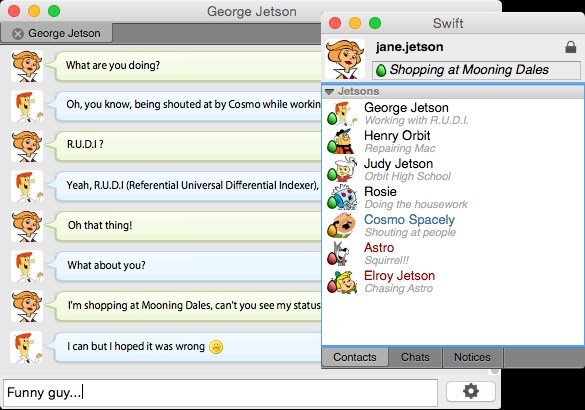 George Jetson
George Jetson
What are you doing?
Oh, you know, being shouted at by Cosmo while workin
R.U.D.I ?
Yeah, R.U.D.I (Referential Universal Differential Indexer),
Oh that thing!
What about you?
I'm shopping at Mooning Dales, can't you see my status
I can but I hoped it was wrong
Funny guy...
Swift
jane.jetson
Shopping at Mooning Dales
Jetsons
George Jetson
Working with R.U.D.I.
Henry Orbit
Repairing Mac
Judy Jetson
Orbit High School
Rosie
Doing the housework
Cosmo Spacely
Shouting at people
Astro
Squirrel!!
Elroy Jetson
Chasing Astro
Contacts Chats Notices